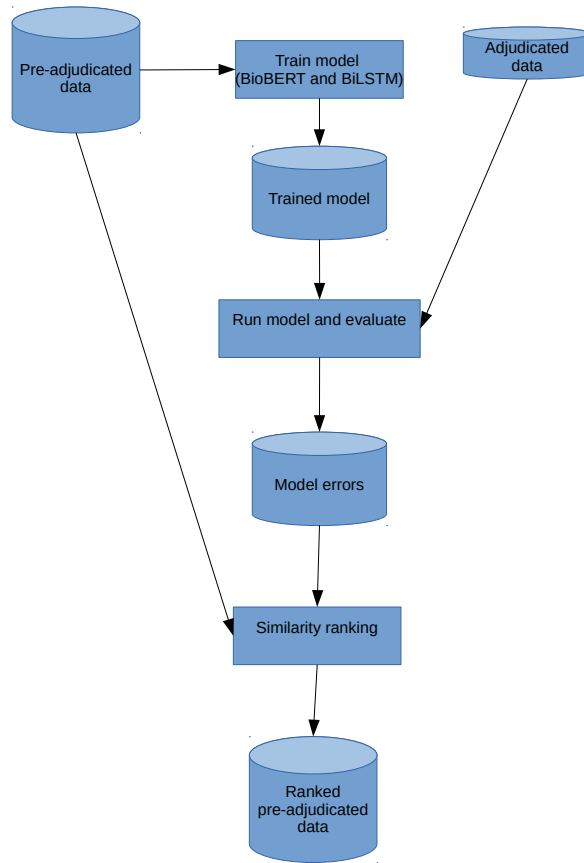 Pre-adjudicated
data
Train model
(BioBERT and BiLSTM)
Adjudicated
data
Trained model
Run model and evaluate
Model errors
Similarity ranking
Ranked
pre-adjudicated
data